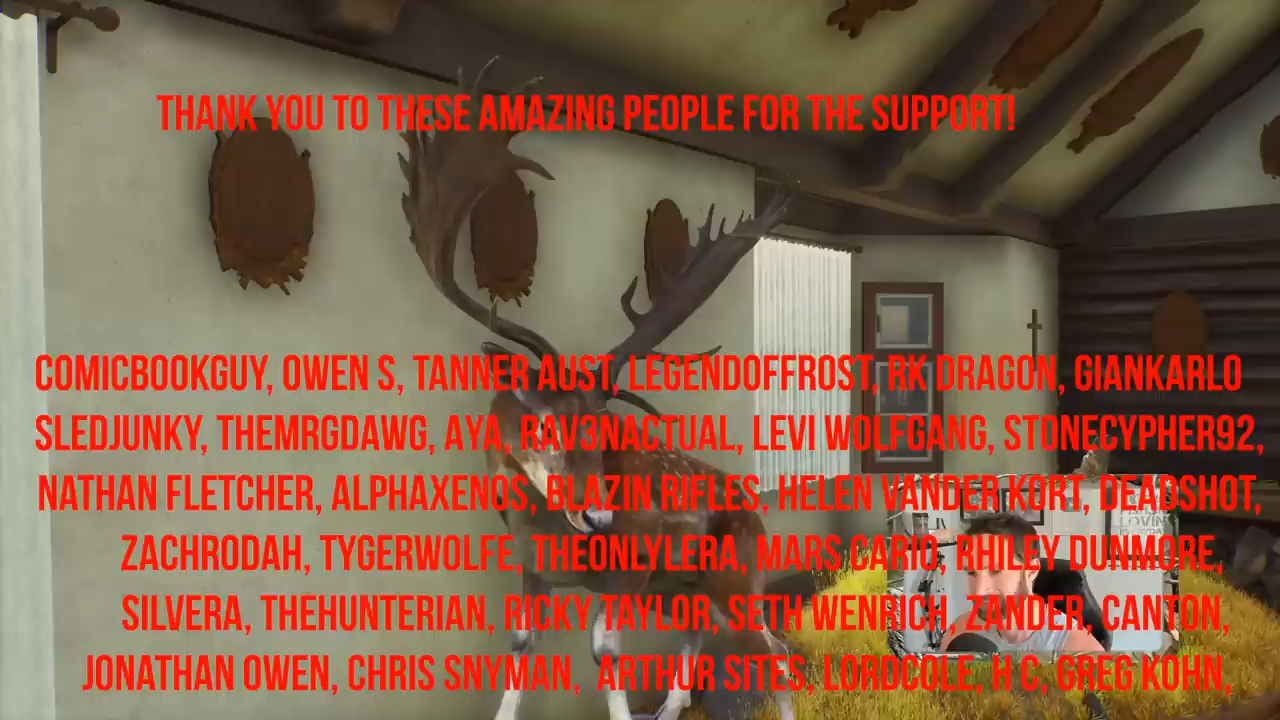 THANK YOU TO THESE AMAZING PEOPLE FOR THE SUPPORT!
COMICBOOKGUY, OWEN S, TANNER AUST, LEGENDOFFROST, RK DRAGON, GIANKARLO
SLEDJUNKY, THEMRGDAWG, AYA, RAV3NACTUAL, LEVI WOLFGANG, STONECYPHER92,
NATHAN FLETCHER, ALPHAXENOS, BLAZIN RIFLES, HELEN VANDER KORT, DEADSHOT,
ZACHRODAH, TYGERWOLFE, THEONLYLERA, MARS CARIO, RHILEY DUNMORE,
SILVERA, THEHUNTERIAN, RICKY TAYLOR, SETH WENRICH, ZANDER, CANTON,
JONATHAN OWEN, CHRIS SNYMAN, ARTHUR SITES, LORDCOLE, H C, GREG KOHN,